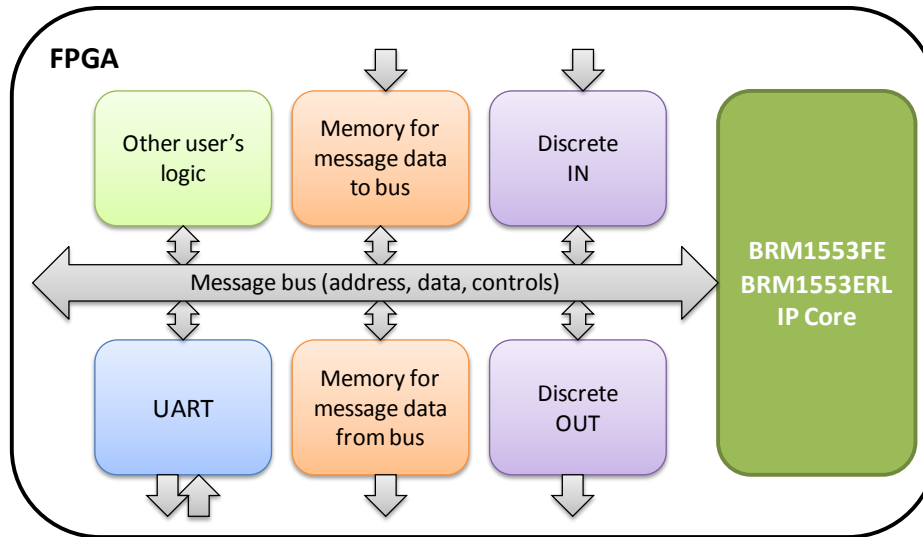 FPGA
Other user's
logic
Memory for
message data
to bus
Discrete
IN
Message bus (address, data, controls)
BRM1553FE
BRM1553ERL
IP Core
UART
Memory for
message data
from bus
Discrete
OUT